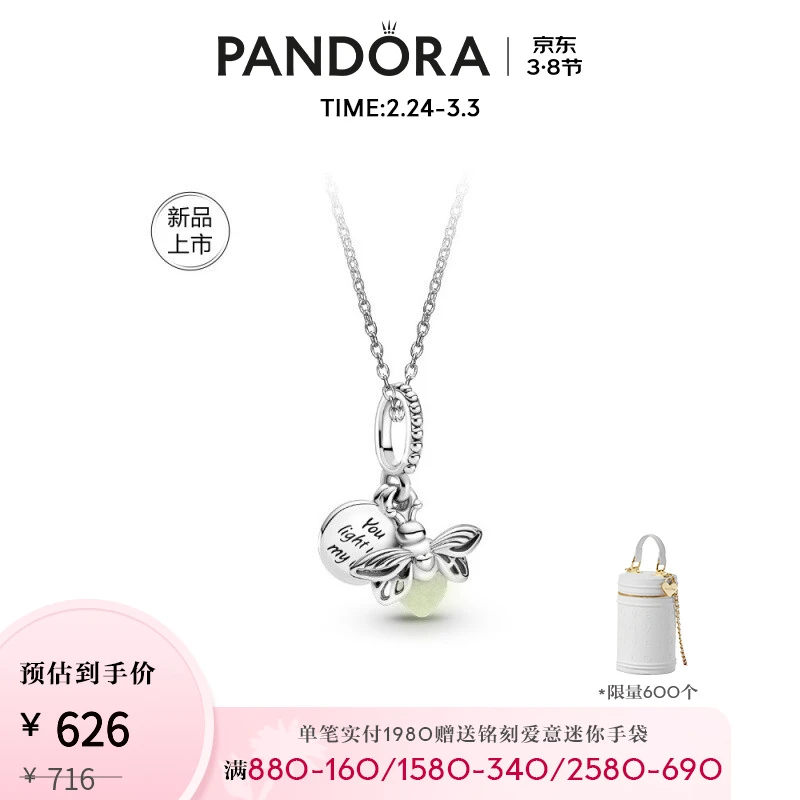 PANDORA
京东
3·8节
TIME:2.24-3.3
新品
上市
You
light
my
*限量600个
预估到手价
¥ 626
¥ 716
单笔实付1980赠送铭刻爱意迷你手袋
满880-160/1580-340/2580-690